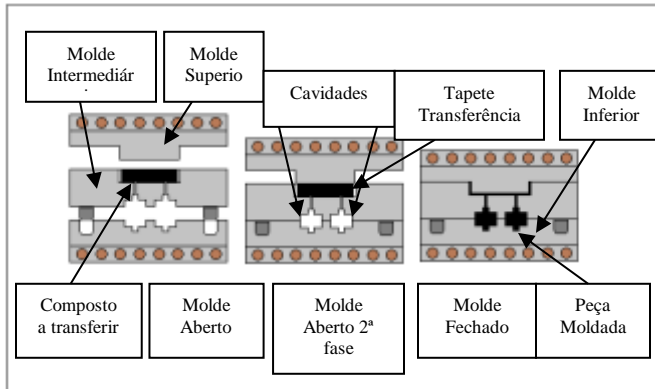 Molde
Intermediár
Molde
Superio
Cavidades
Tapete
Transferência
Molde
Inferior
Composto
a transferir
Molde
Aberto
Molde
Aberto 2ª
fase
Molde
Fechado
Peça
Moldada